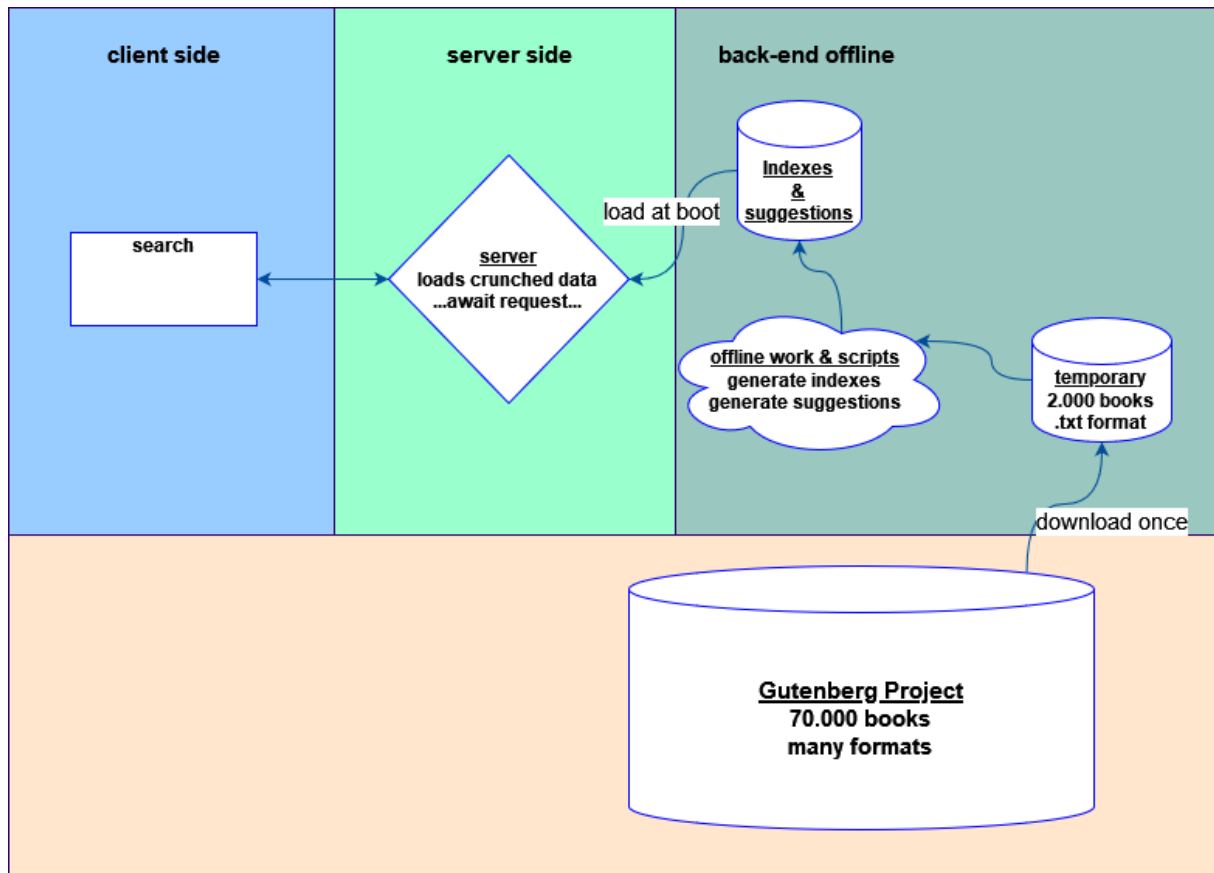 client side
server side
back-end offline
Indexes
&
suggestions
load at boot
search
server
loads crunched data
...await request...
offline work & scripts
generate indexes
generate suggestions
temporary
2.000 books
.txt format
download once
Gutenberg Project
70.000 books
many formats